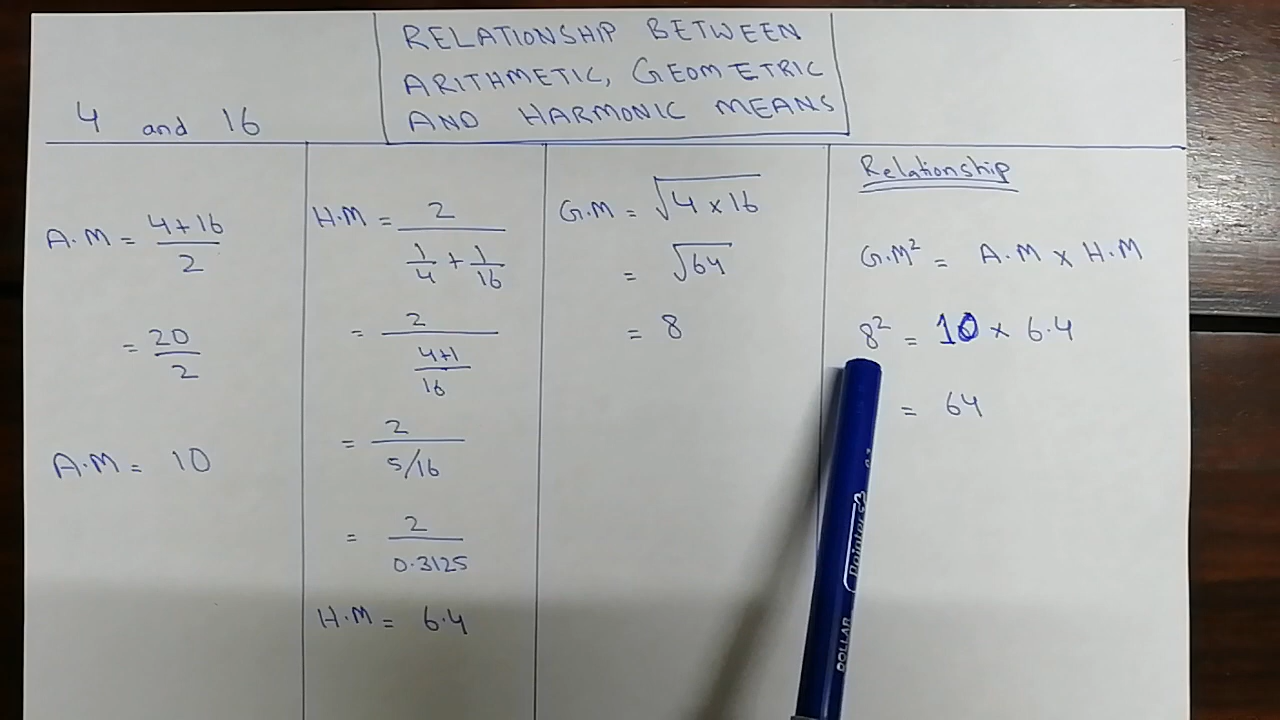 RELATIONSHIP BETWEEN
ARITHMETIC, GEOMETRIC
AND HARMONIC MEANS
4 and 16
A.M = 4+16 / 2
= 20 / 2
A.M = 10
H.M = 2 / 1/4 + 1/16
= 2 / 4+1/16
= 2 / 5/16
= 2 / 0.3125
H.M = 6.4
G.M = √4 x 16
= √64
= 8
Relationship
G.M² = A.M x H.M
8² = 10 x 6.4
= 64
DOLLAR Pointer